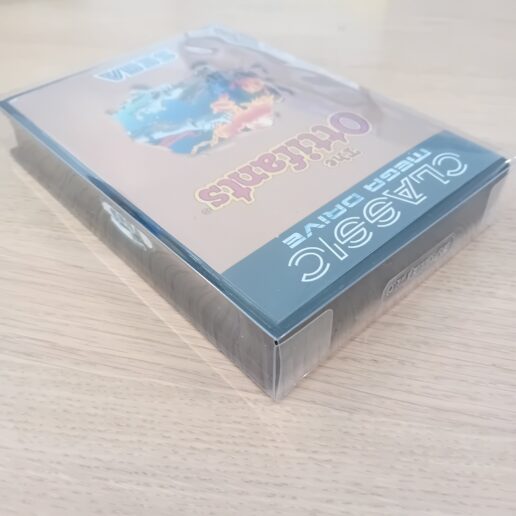 CLASSIC
MEGA DRIVE
The
Ottifants®
SEGA